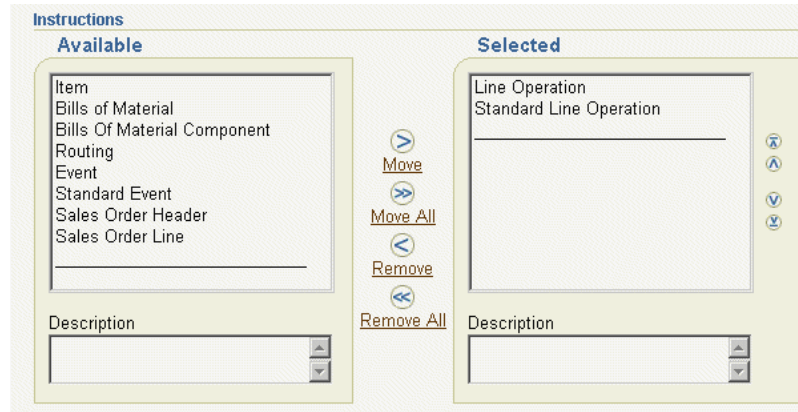 Instructions
Available
Item
Bills of Material
Bills Of Material Component
Routing
Event
Standard Event
Sales Order Header
Sales Order Line
Description
Move
Move All
Remove
Remove All
Selected
Line Operation
Standard Line Operation
Description